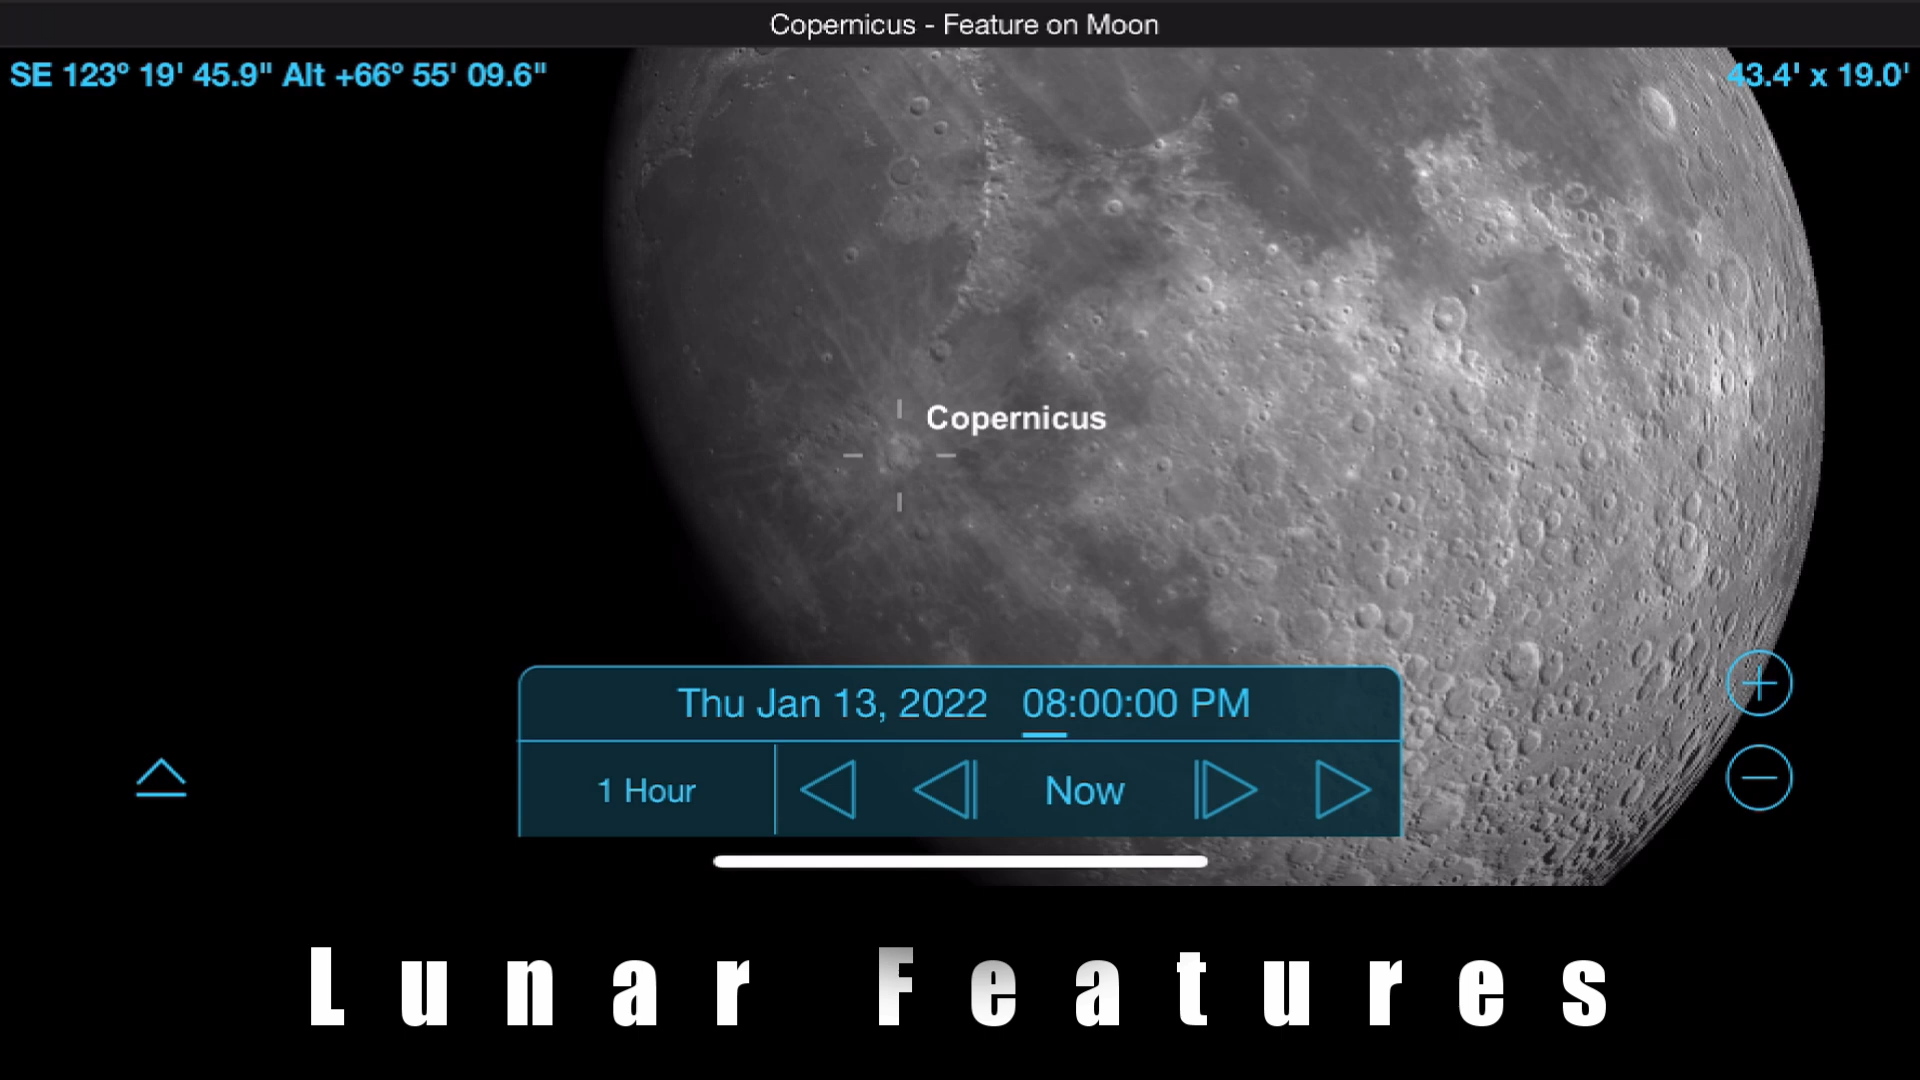 Copernicus - Feature on Moon
SE 123° 19' 45.9" Alt +66° 55' 09.6"
43.4' x 19.0'
Copernicus
Thu Jan 13, 2022 08:00:00 PM
1 Hour
Now
Lunar Features